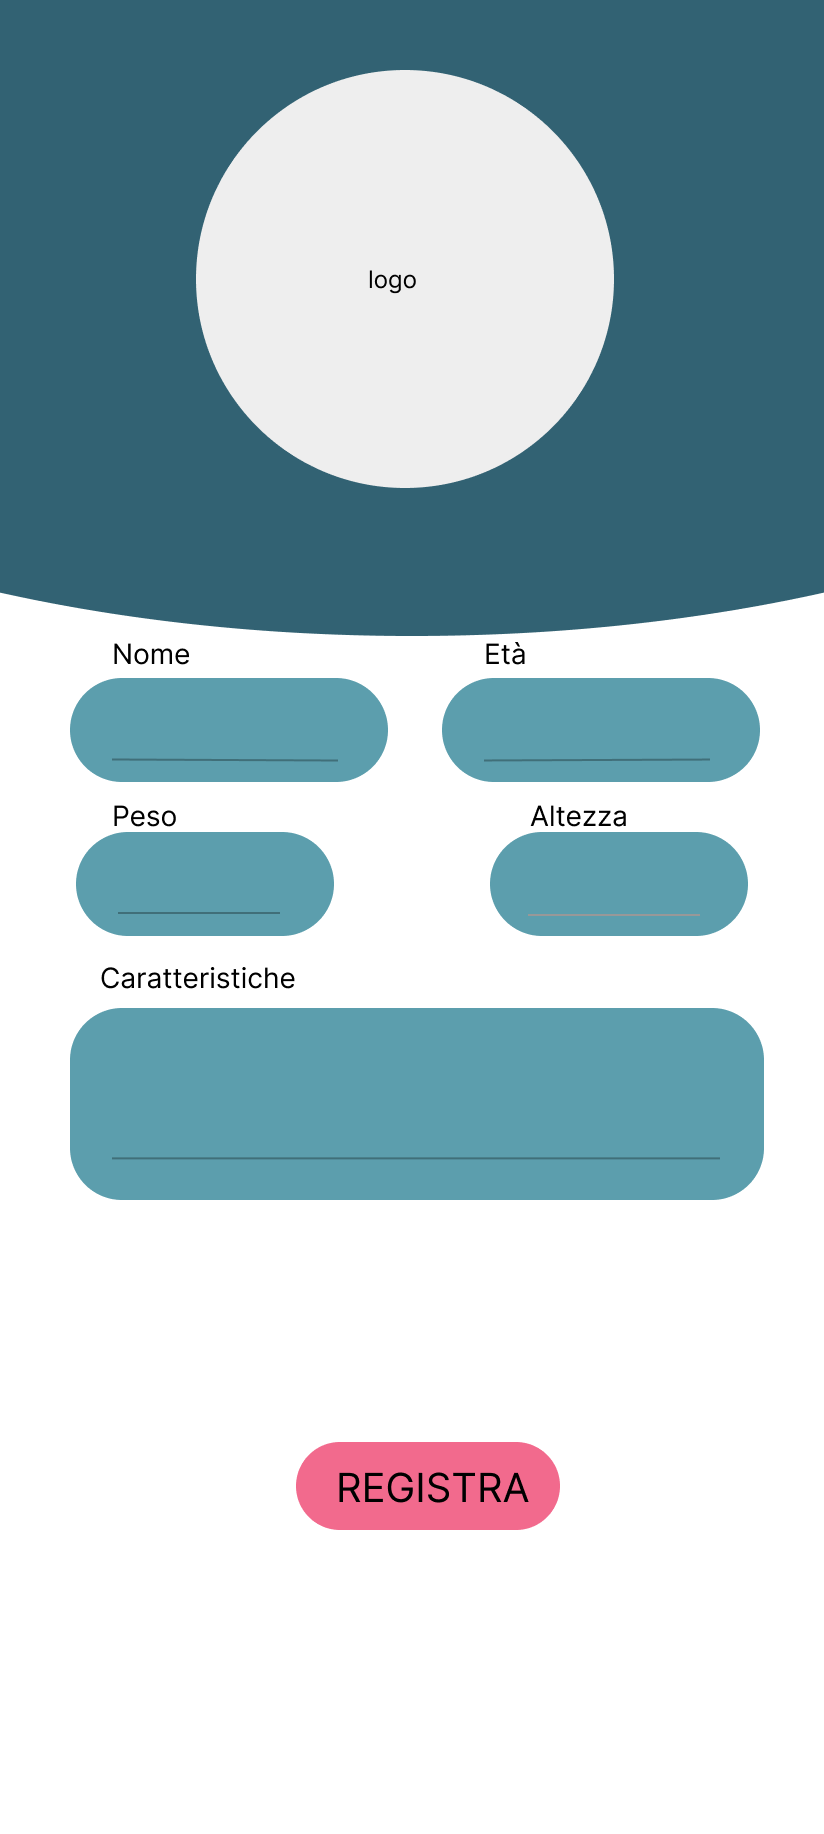 logo
Nome
Età
Peso
Altezza
Caratteristiche
REGISTRA